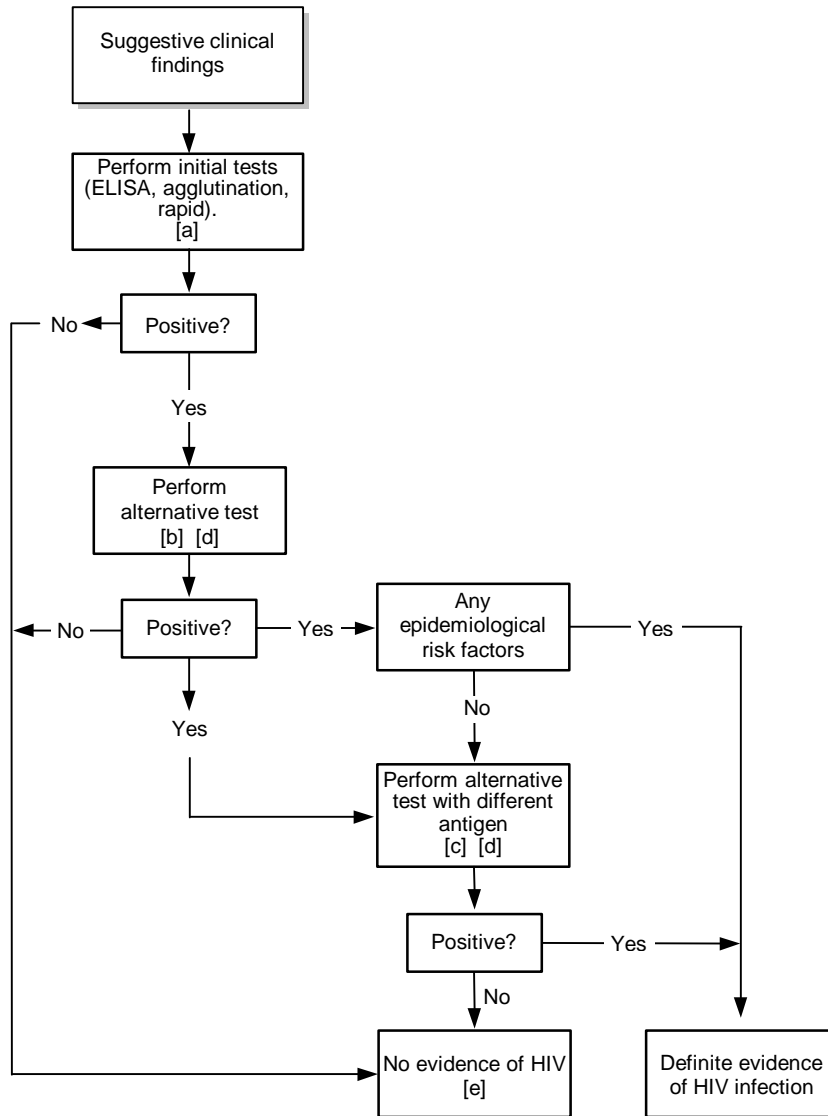 Suggestive clinical
findings
Perform initial tests
(ELISA, agglutination,
rapid).
[a]
No
Positive?
Yes
Perform
alternative test
[b] [d]
No
Positive?
Yes
Any
epidemiological
risk factors
Yes
Yes
No
Perform alternative
test with different
antigen
[c] [d]
Positive?
Yes
No
No evidence of HIV
[e]
Definite evidence
of HIV infection